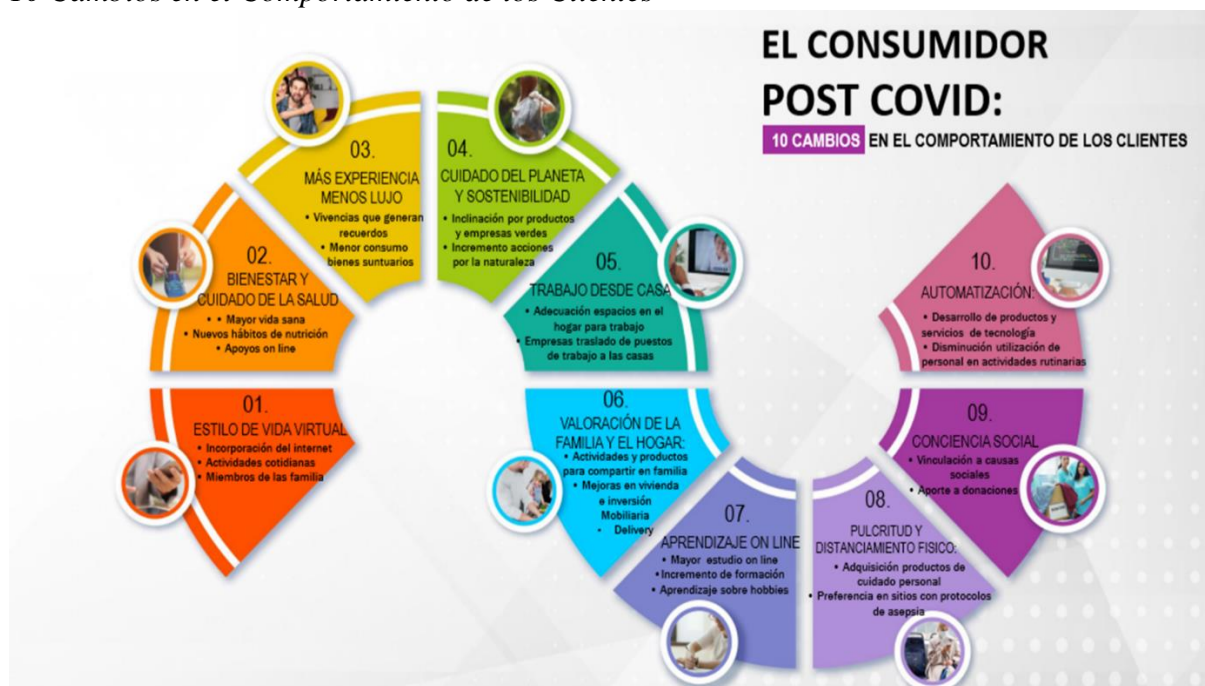 10 Cambios en el Comportamiento de los Clientes
EL CONSUMIDOR
POST COVID:
10 CAMBIOS EN EL COMPORTAMIENTO DE LOS CLIENTES
01.
ESTILO DE VIDA VIRTUAL
• Incorporación del internet
• Actividades cotidianas
• Miembros de las familia
02.
BIENESTAR Y
CUIDADO DE LA SALUD
• • Mayor vida sana
• Nuevos hábitos de nutrición
• Apoyos on line
03.
MÁS EXPERIENCIA
MENOS LUJO
• Vivencias que generan
recuerdos
• Menor consumo
bienes suntuarios
04.
CUIDADO DEL PLANETA
Y SOSTENIBILIDAD
• Inclinación por productos
y empresas verdes
• Incremento acciones
por la naturaleza
05.
TRABAJO DESDE CASA
• Adecuación espacios en el
hogar para trabajo
• Empresas traslado de puestos
de trabajo a las casas
06.
VALORACIÓN DE LA
FAMILIA Y EL HOGAR:
• Actividades y productos
para compartir en familia
• Mejoras en vivienda
e inversión
Mobiliaria
• Delivery
07.
APRENDIZAJE ON LINE
• Mayor estudio on line
• Incremento de formación
• Aprendizaje sobre hobbies
08.
PULCRITUD Y
DISTANCIAMIENTO FISICO:
• Adquisición productos de
cuidado personal
• Preferencia en sitios con protocolos
de asepsia
09.
CONCIENCIA SOCIAL
• Vinculación a causas
sociales
• Aporte a donaciones
10.
AUTOMATIZACIÓN:
• Desarrollo de productos y
servicios de tecnología
• Disminución utilización de
personal en actividades rutinarias